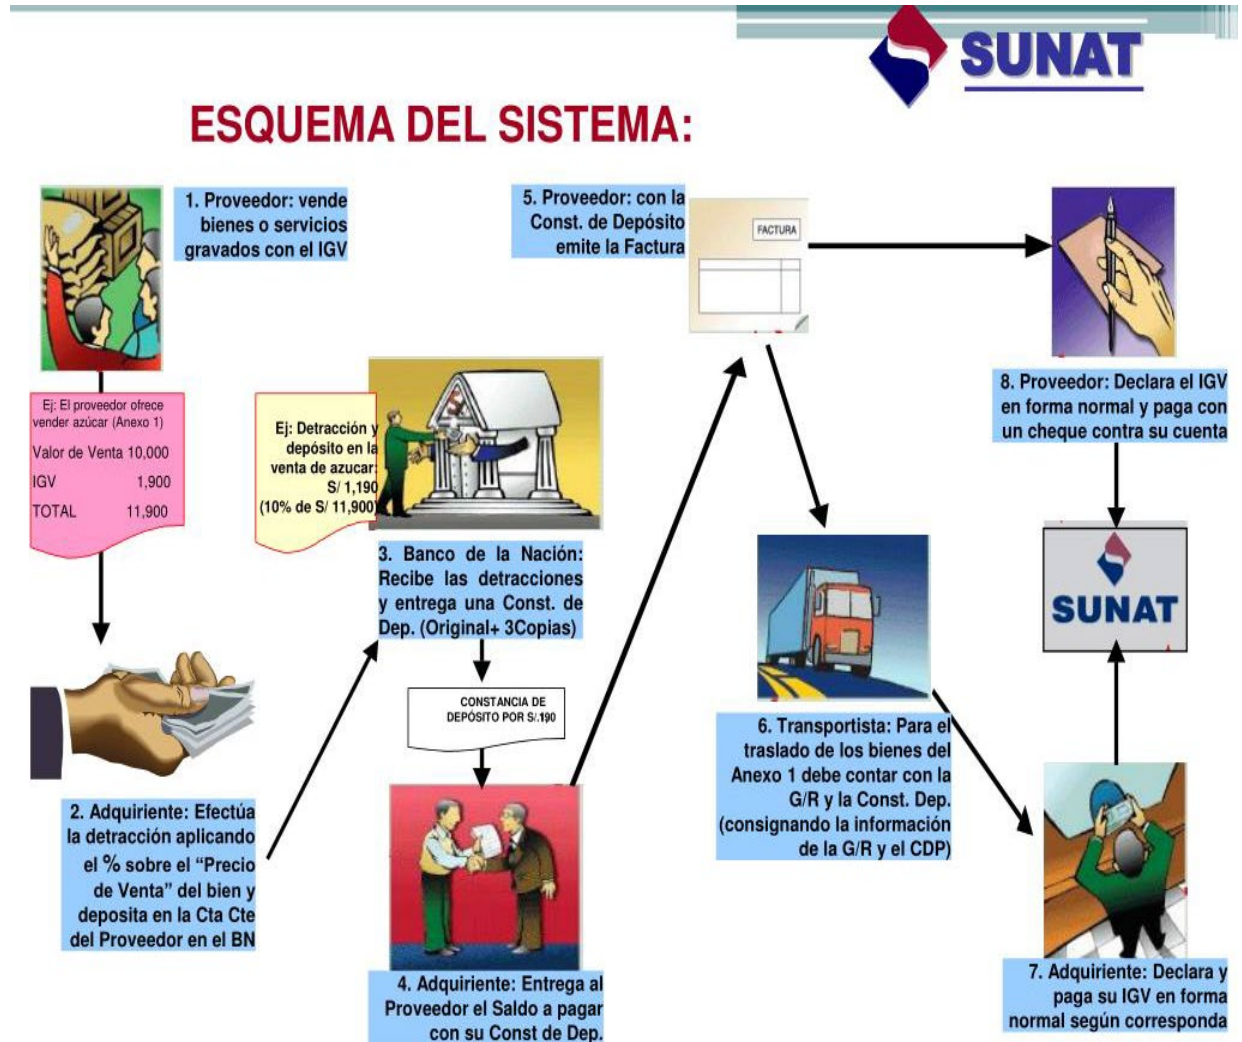 SUNAT
ESQUEMA DEL SISTEMA:
1. Proveedor: vende
bienes o servicios
gravados con el IGV
Ej: El proveedor ofrece
vender azúcar (Anexo 1)
Valor de Venta 10,000
IGV 1,900
TOTAL 11,900
2. Adquiriente: Efectúa
la detracción aplicando
el % sobre el “Precio
de Venta” del bien y
deposita en la Cta Cte
del Proveedor en el BN
Ej: Detracción y
depósito en la
venta de azucar:
S/ 1,190
(10% de S/ 11,900)
3. Banco de la Nación:
Recibe las detracciones
y entrega una Const. de
Dep. (Original+ 3Copias)
CONSTANCIA DE
DEPÓSITO POR S/.190
4. Adquiriente: Entrega al
Proveedor el Saldo a pagar
con su Const de Dep.
5. Proveedor: con la
Const. de Depósito
emite la Factura
FACTURA
6. Transportista: Para el
traslado de los bienes del
Anexo 1 debe contar con la
G/R y la Const. Dep.
(consignando la información
de la G/R y el CDP)
7. Adquiriente: Declara y
paga su IGV en forma
normal según corresponda
8. Proveedor: Declara el IGV
en forma normal y paga con
un cheque contra su cuenta
SUNAT